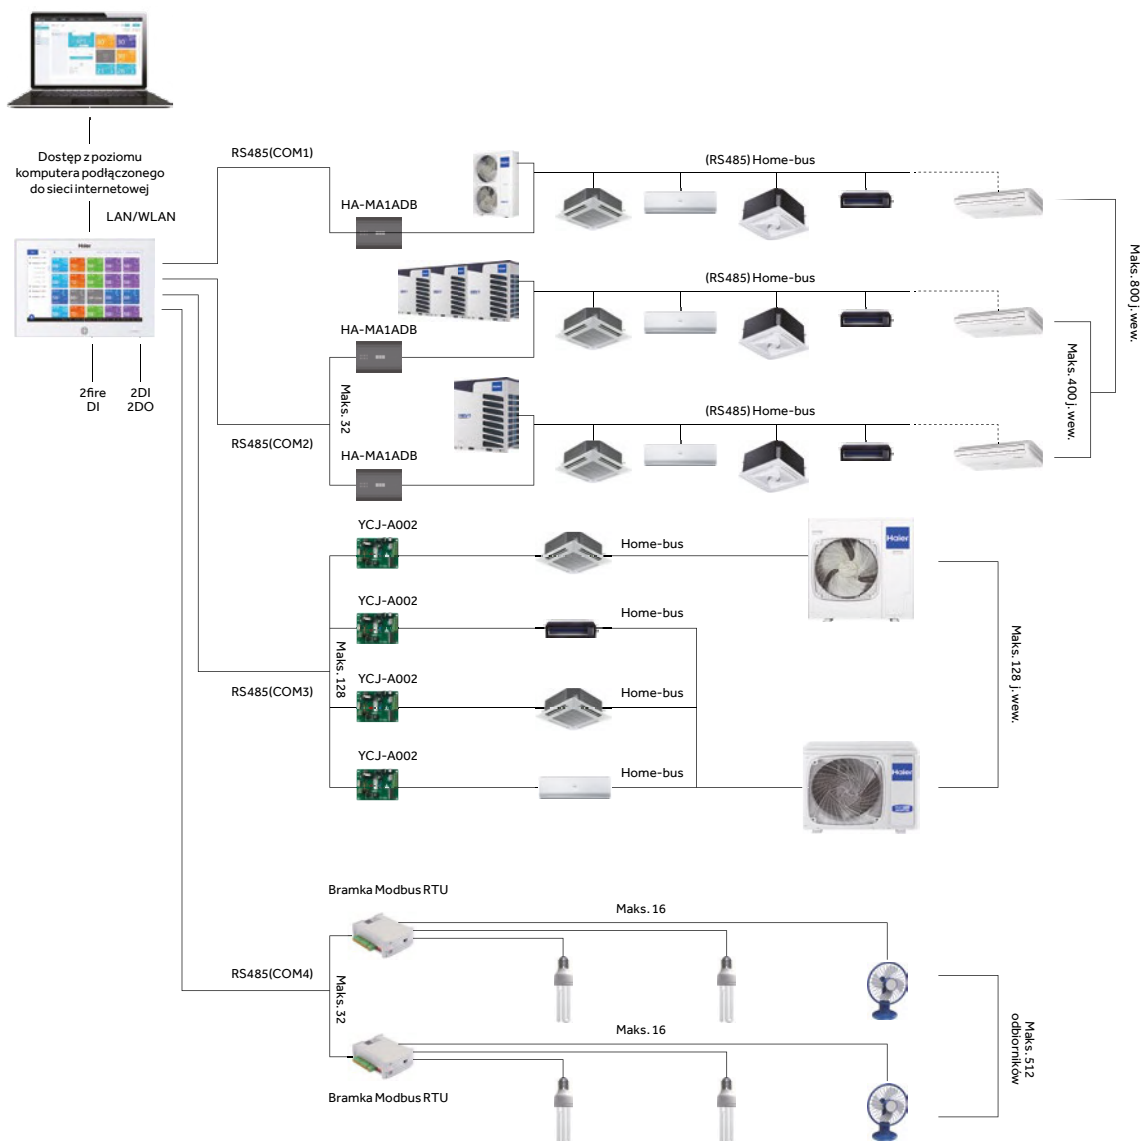 Dostęp z poziomu
komputera podłączonego
do sieci internetowej
LAN/WLAN
Haier
2fire
DI
2DI
2DO
RS485(COM1)
HA-MA1ADB
(RS485) Home-bus
RS485(COM2)
Maks. 32
HA-MA1ADB
(RS485) Home-bus
HA-MA1ADB
(RS485) Home-bus
Maks. 400 j. wew.
Maks. 800 j. wew.
RS485(COM3)
Maks. 128
YCJ-A002
Home-bus
Haier
YCJ-A002
Home-bus
YCJ-A002
Home-bus
YCJ-A002
Home-bus
Haier
Maks. 128 j. wew.
RS485(COM4)
Maks. 32
Bramka Modbus RTU
Maks. 16
Maks. 16
Bramka Modbus RTU
Maks. 512
odbiorników